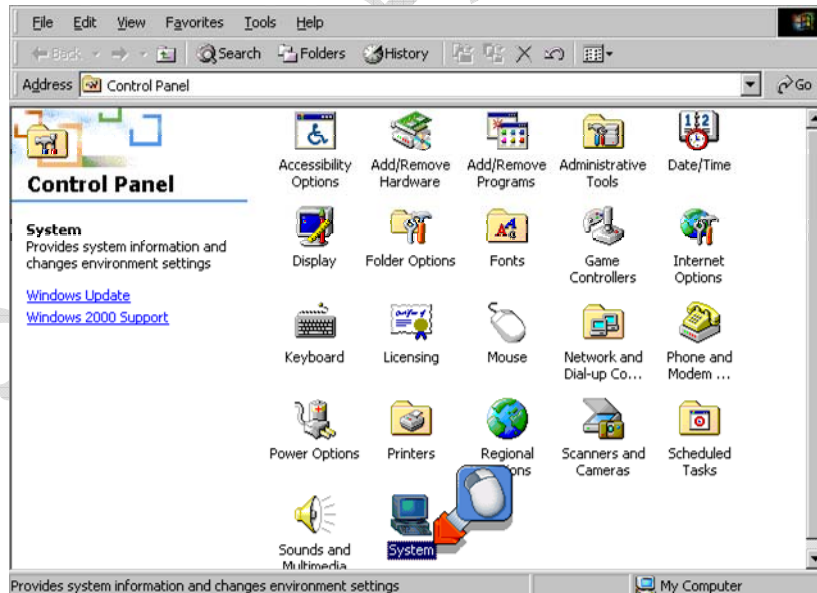 File Edit View Favorites Tools Help
Back Search Folders History
Address Control Panel Go
Control Panel
System
Provides system information and
changes environment settings
Windows Update
Windows 2000 Support
Accessibility
Options
Add/Remove
Hardware
Add/Remove
Programs
Administrative
Tools
Date/Time
Display
Folder Options
Fonts
Game
Controllers
Internet
Options
Keyboard
Licensing
Mouse
Network and
Dial-up Co...
Phone and
Modem ...
Power Options
Printers
Regional
Scanners and
Cameras
Scheduled
Tasks
Sounds and
Multimedia
System
Provides system information and changes environment settings
My Computer